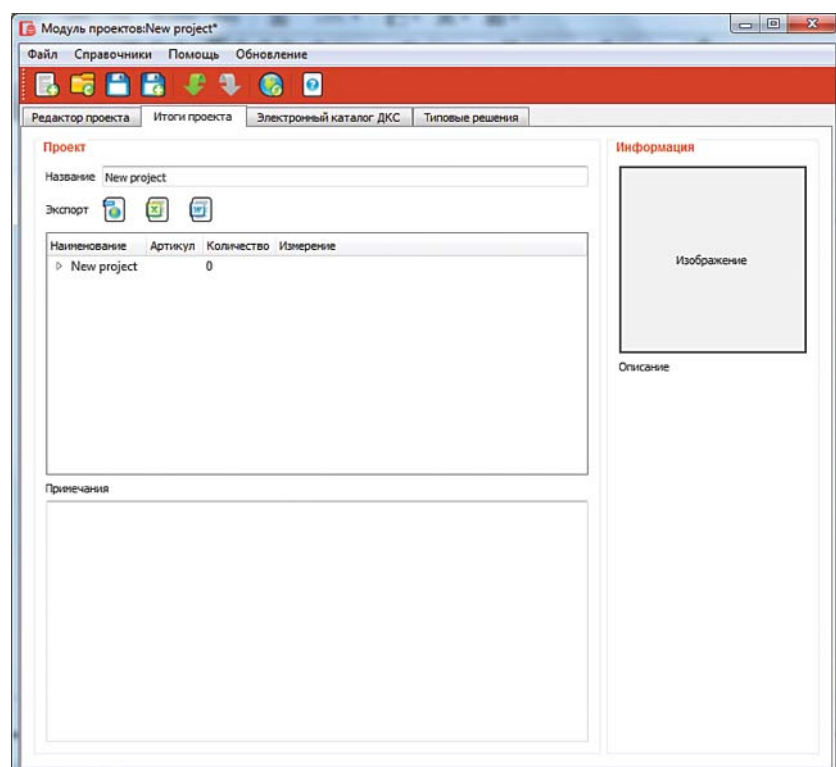 Модуль проектов:New project*
Файл Справочники Помощь Обновление
Редактор проекта Итоги проекта Электронный каталог ДКС Типовые решения
Проект
Информация
Название New project
Экспорт
Наименование Артикул Количество Измерение
New project 0
Изображение
Описание
Примечания